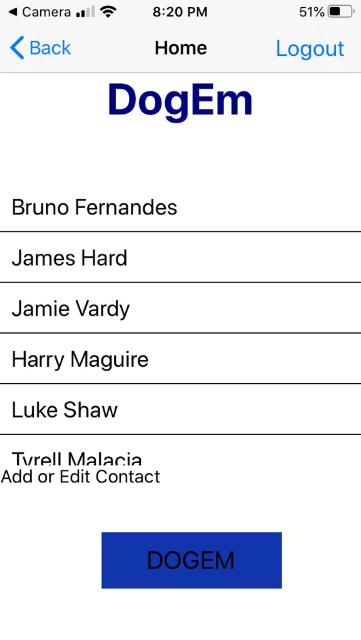 Camera 8:20 PM 51%
Back Home Logout
DogEm
Bruno Fernandes
James Hard
Jamie Vardy
Harry Maguire
Luke Shaw
Tyrell Malacia
Add or Edit Contact
DOGEM